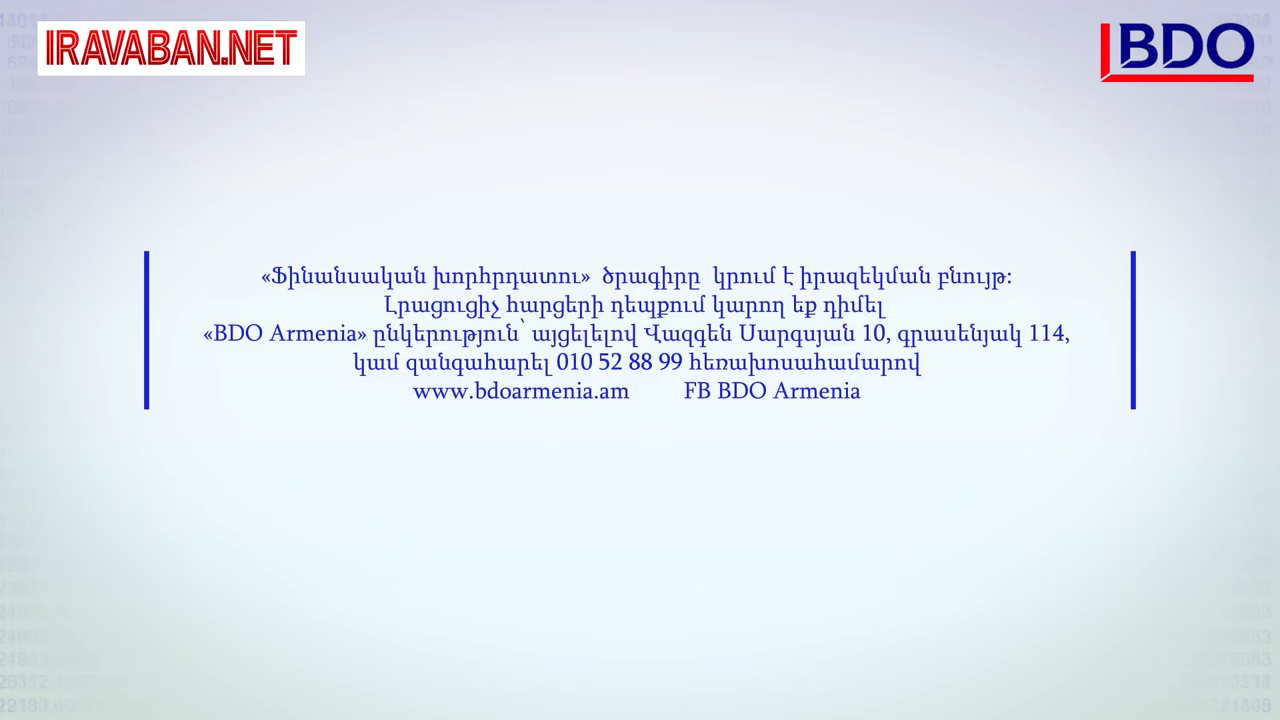 IRAVABAN.NET
BDO
«Ֆինանսական խորհրդատու» ծրագիրը կրում է իրազեկման բնույթ:
Լրացուցիչ հարցերի դեպքում կարող եք դիմել
«BDO Armenia» ընկերություն՝ այցելելով Վազգեն Սարգսյան 10, գրասենյակ 114,
կամ զանգահարել 010 52 88 99 հեռախոսահամարով
www.bdoarmenia.am FB BDO Armenia